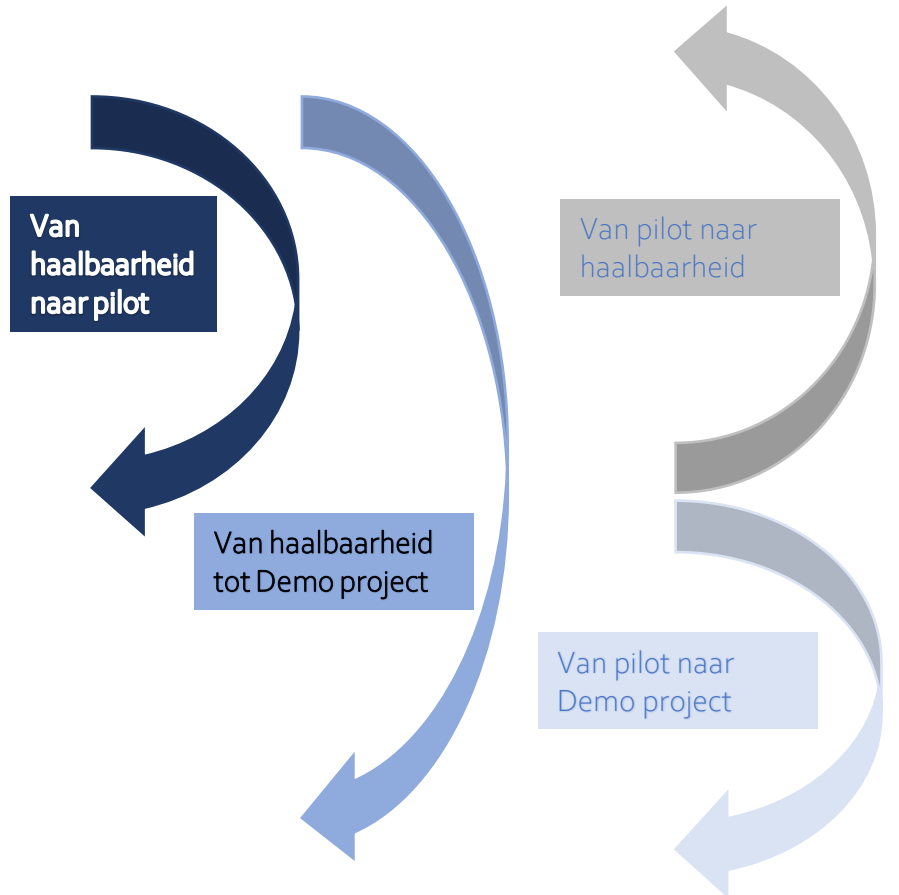 Van
haalbaarheid
naar pilot
Van haalbaarheid
tot Demo project
Van pilot naar
haalbaarheid
Van pilot naar
Demo project